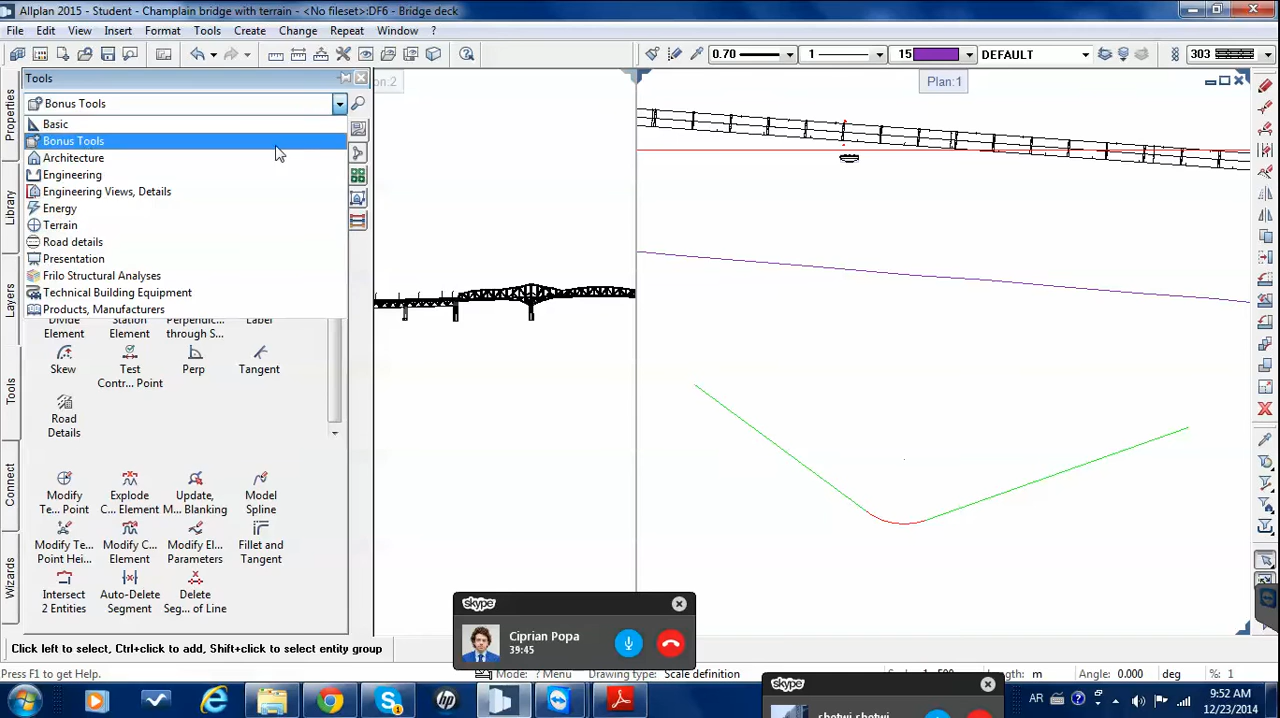 Allplan 2015 - Student - Champlain bridge with terrain - <No fileset>:DF6 - Bridge deck
File Edit View Insert Format Tools Create Change Repeat Window ?
0.70 1 15 DEFAULT 303
Tools
on:2
Plan:1
Bonus Tools
Basic
Bonus Tools
Architecture
Engineering
Engineering Views, Details
Energy
Terrain
Road details
Presentation
Frilo Structural Analyses
Technical Building Equipment
Products, Manufacturers
Properties
Library
Layers
Tools
Connect
Wizards
Divide Station Perpendic... Label
Element Element through S...
Skew Test Perp Tangent
Contr... Point
Road
Details
Modify Explode Update, Model
Te... Point C... Element M... Blanking Spline
Modify Te... Modify C... Modify El... Fillet and
Point Hei... Element Parameters Tangent
Intersect Auto-Delete Delete
2 Entities Segment Seg... of Line
skype
Ciprian Popa
39:45
Click left to select, Ctrl+click to add, Shift+click to select entity group
Press F1 to get Help. Mode: Drawing type: Scale definition m Angle: 0.000 deg %: 1
skype
AR
9:52 AM
12/23/2014